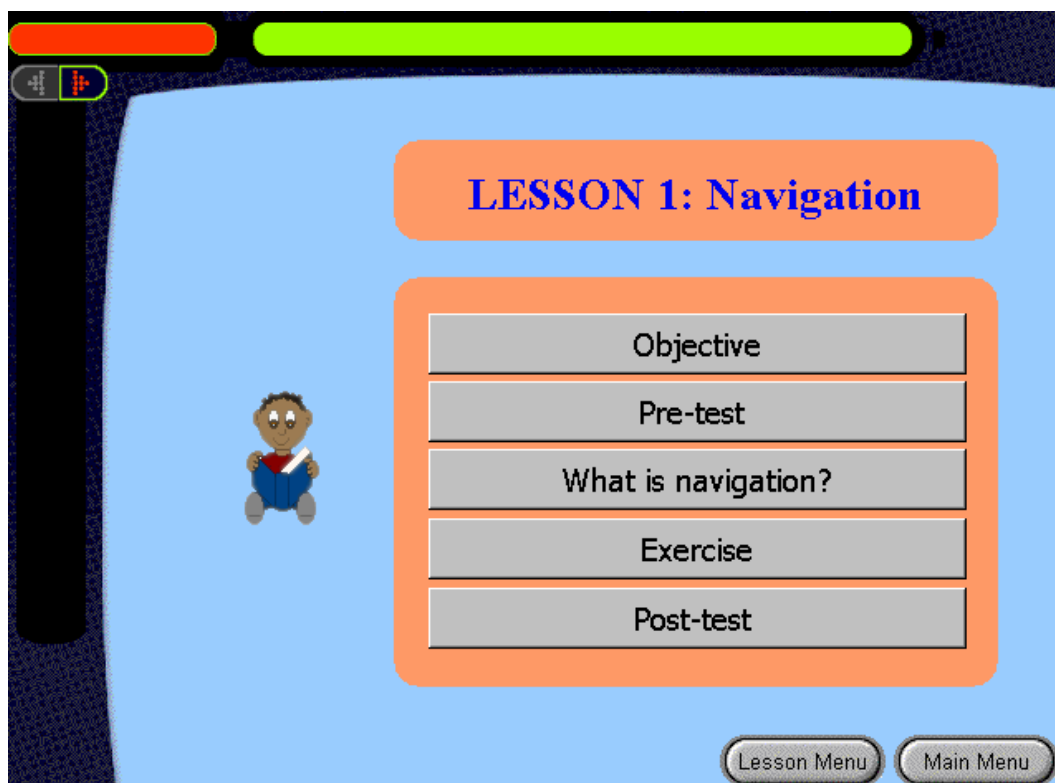 LESSON 1: Navigation
Objective
Pre-test
What is navigation?
Exercise
Post-test
Lesson Menu
Main Menu